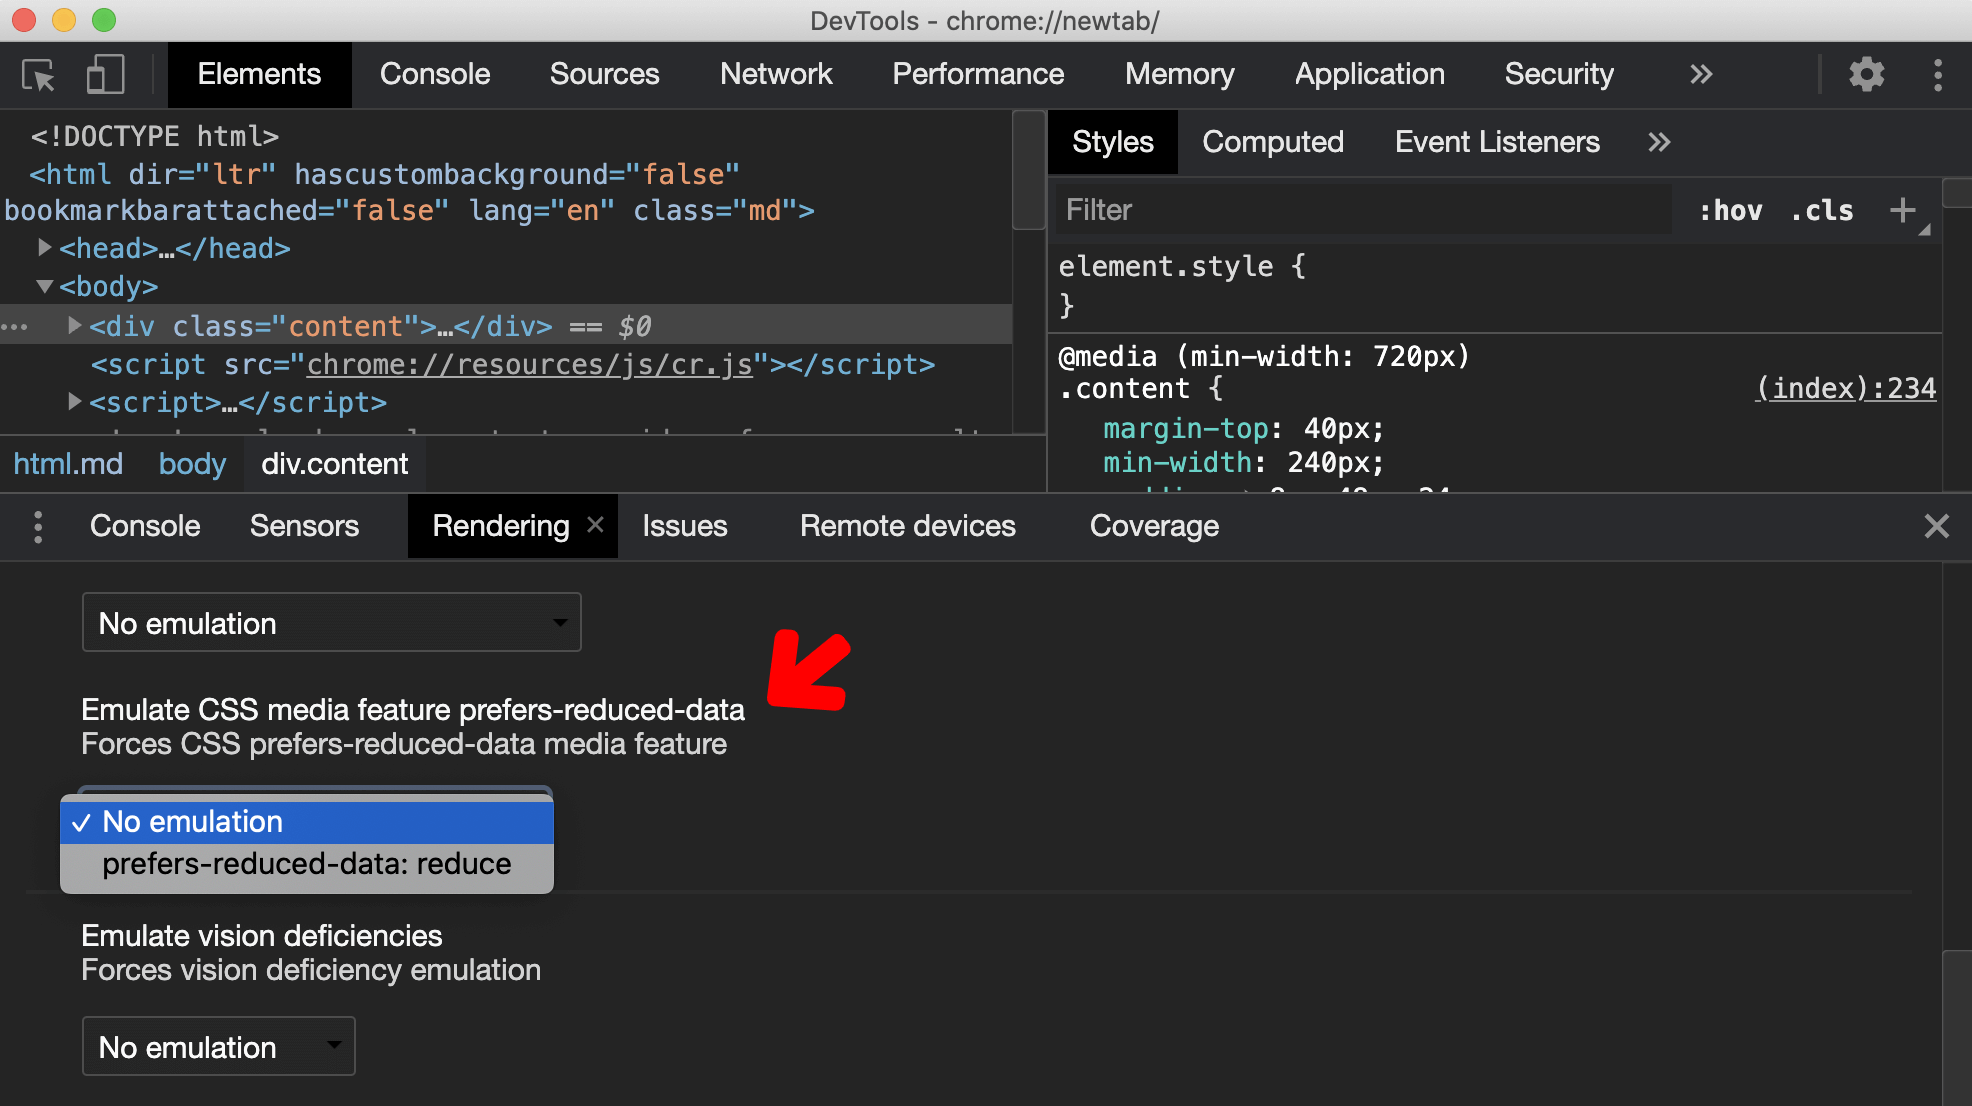 DevTools - chrome://newtab/
Elements Console Sources Network Performance Memory Application Security »
<!DOCTYPE html>
<html dir="ltr" hascustombackground="false"
bookmarkbarattached="false" lang="en" class="md">
<head>…</head>
<body>
<div class="content">…</div> == $0
<script src="chrome://resources/js/cr.js"></script>
<script>…</script>
html.md body div.content
Styles Computed Event Listeners »
Filter :hov .cls +
element.style {
}
@media (min-width: 720px)
.content { (index):234
margin-top: 40px;
min-width: 240px;
Console Sensors Rendering × Issues Remote devices Coverage ×
No emulation
Emulate CSS media feature prefers-reduced-data
Forces CSS prefers-reduced-data media feature
✓ No emulation
prefers-reduced-data: reduce
Emulate vision deficiencies
Forces vision deficiency emulation
No emulation